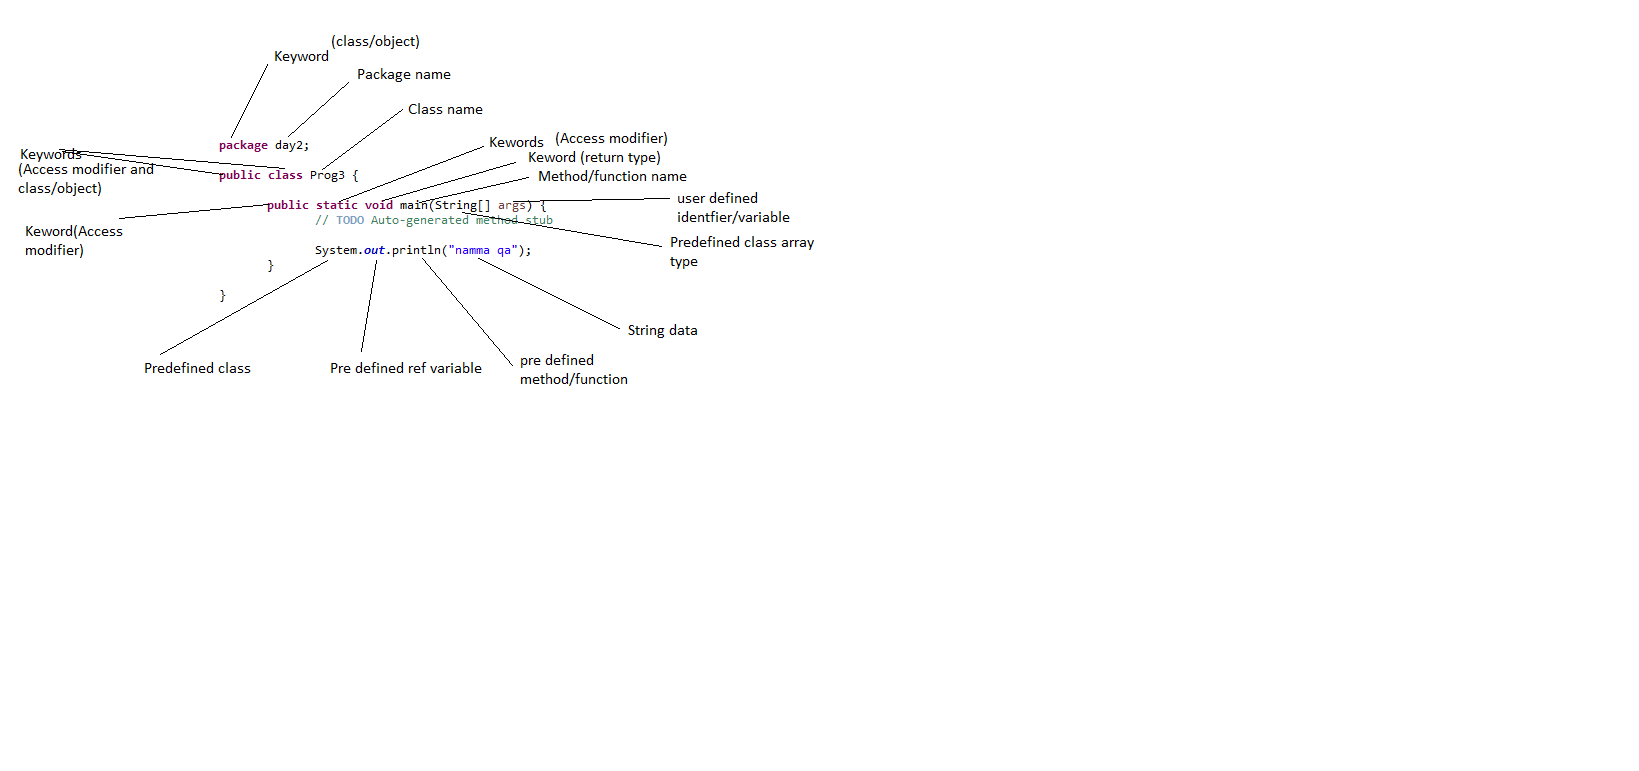 (class/object)
Keyword
Package name
Class name
Kewords (Access modifier)
package day2;
Keywords
(Access modifier and
class/object)
Keword (return type)
public class Prog3 {
Method/function name
user defined
identfier/variable
public static void main(String[] args) {
// TODO Auto-generated method stub
Keword(Access
modifier)
Predefined class array
type
System.out.println("namma qa");
}
}
String data
Predefined class
Pre defined ref variable
pre defined
method/function